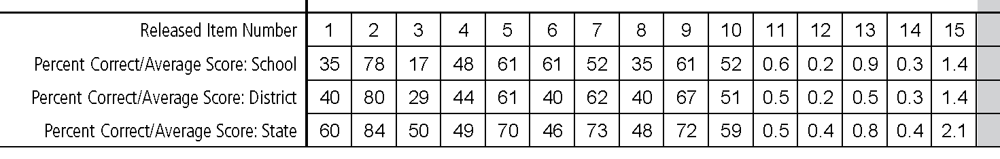 Released Item Number 1 2 3 4 5 6 7 8 9 10 11 12 13 14 15
Percent Correct/Average Score: School 35 78 17 48 61 61 52 35 61 52 0.6 0.2 0.9 0.3 1.4
Percent Correct/Average Score: District 40 80 29 44 61 40 62 40 67 51 0.5 0.2 0.5 0.3 1.4
Percent Correct/Average Score: State 60 84 50 49 70 46 73 48 72 59 0.5 0.4 0.8 0.4 2.1